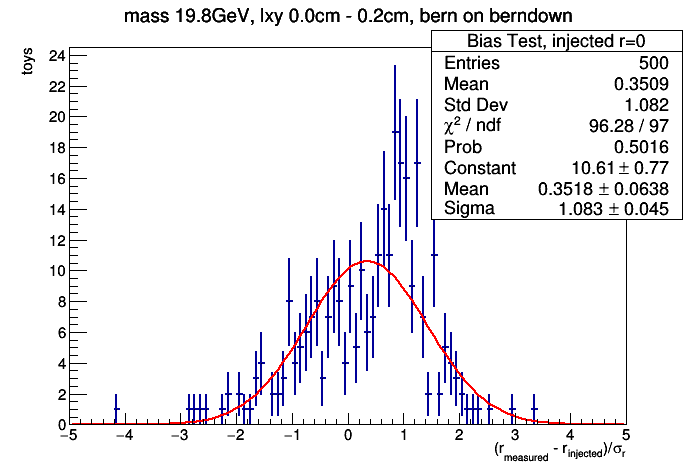 mass 19.8GeV, lxy 0.0cm - 0.2cm, bern on berndown
Bias Test, injected r=0
Entries 500
Mean 0.3509
Std Dev 1.082
χ² / ndf 96.28 / 97
Prob 0.5016
Constant 10.61 ± 0.77
Mean 0.3518 ± 0.0638
Sigma 1.083 ± 0.045
toys
24
22
20
18
16
14
12
10
8
6
4
2
0
−5 −4 −3 −2 −1 0 1 2 3 4 5
(r_measured - r_injected)/σ_r